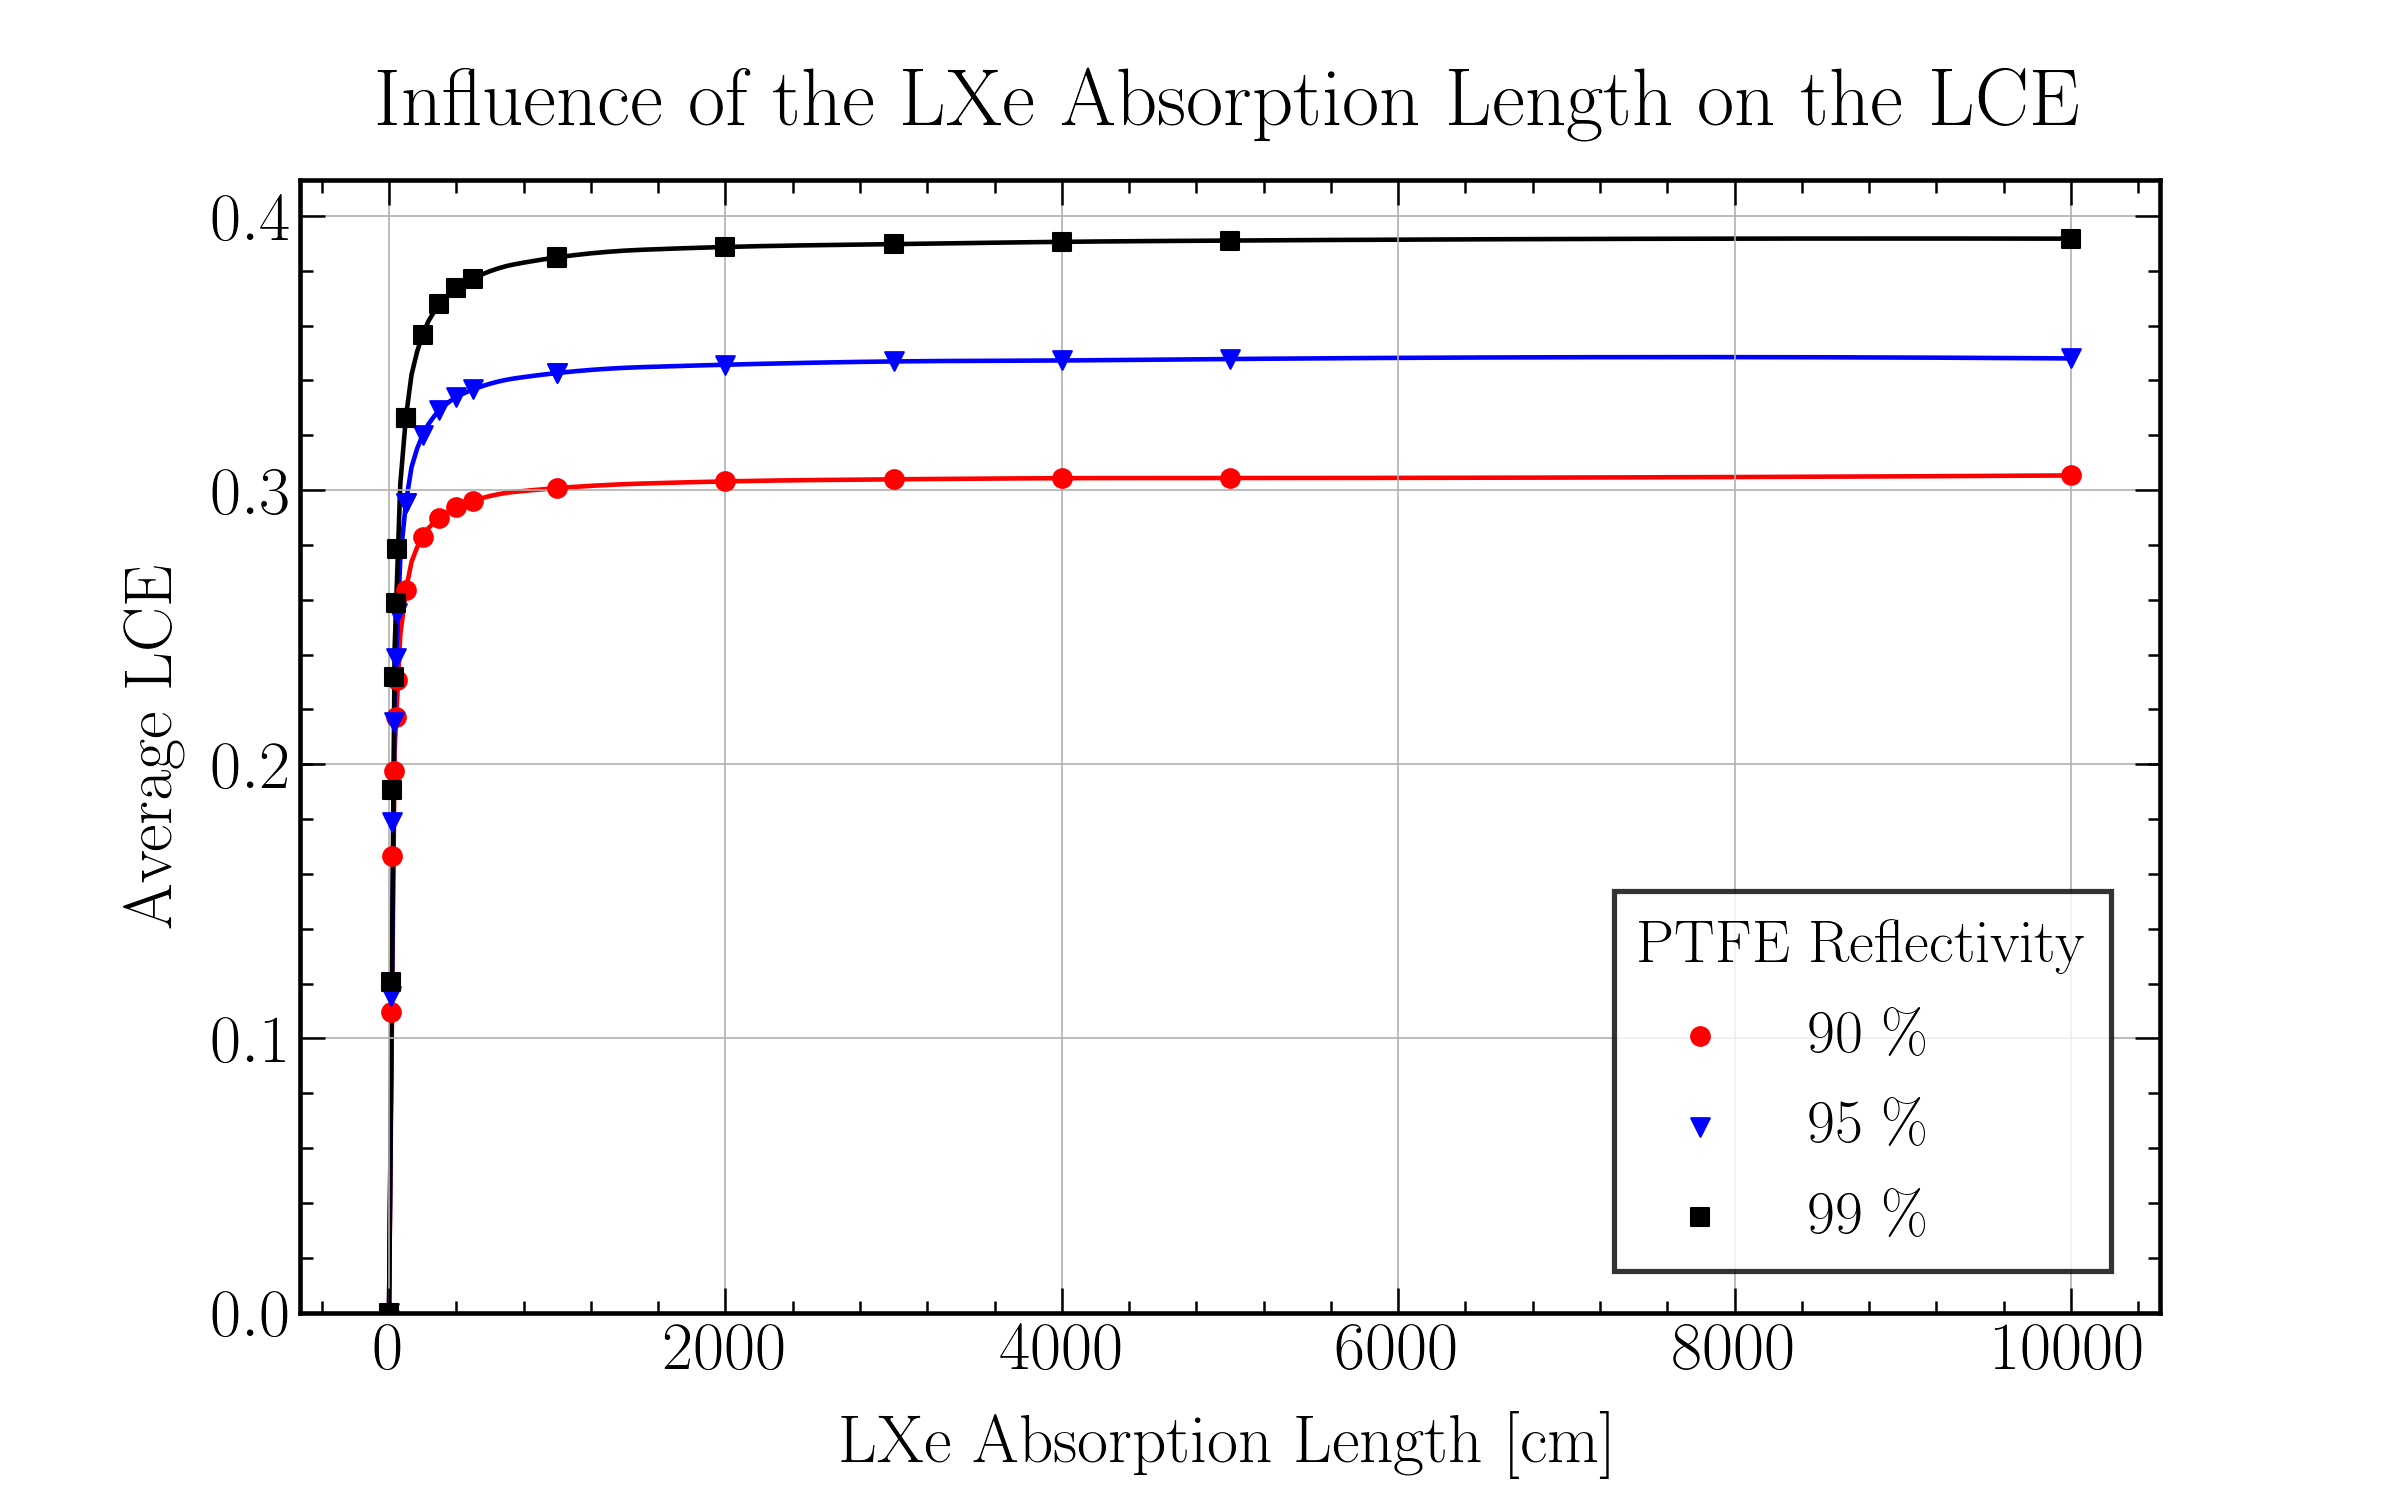 Influence of the LXe Absorption Length on the LCE
0.4
0.3
0.2
0.1
0.0
Average LCE
PTFE Reflectivity
90 %
95 %
99 %
0 2000 4000 6000 8000 10000
LXe Absorption Length [cm]